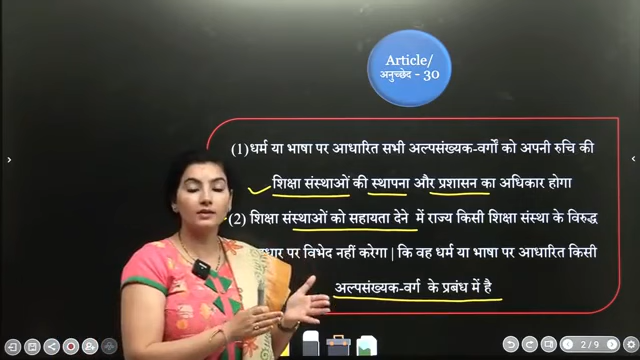 Article/
अनुच्छेद - 30
(1) धर्म या भाषा पर आधारित सभी अल्पसंख्यक-वर्गों को अपनी रुचि की
शिक्षा संस्थाओं की स्थापना और प्रशासन का अधिकार होगा
(2) शिक्षा संस्थाओं को सहायता देने में राज्य किसी शिक्षा संस्था के विरुद्ध
पर विभेद नहीं करेगा | कि वह धर्म या भाषा पर आधारित किसी
अल्पसंख्यक-वर्ग के प्रबंध में है
2/9